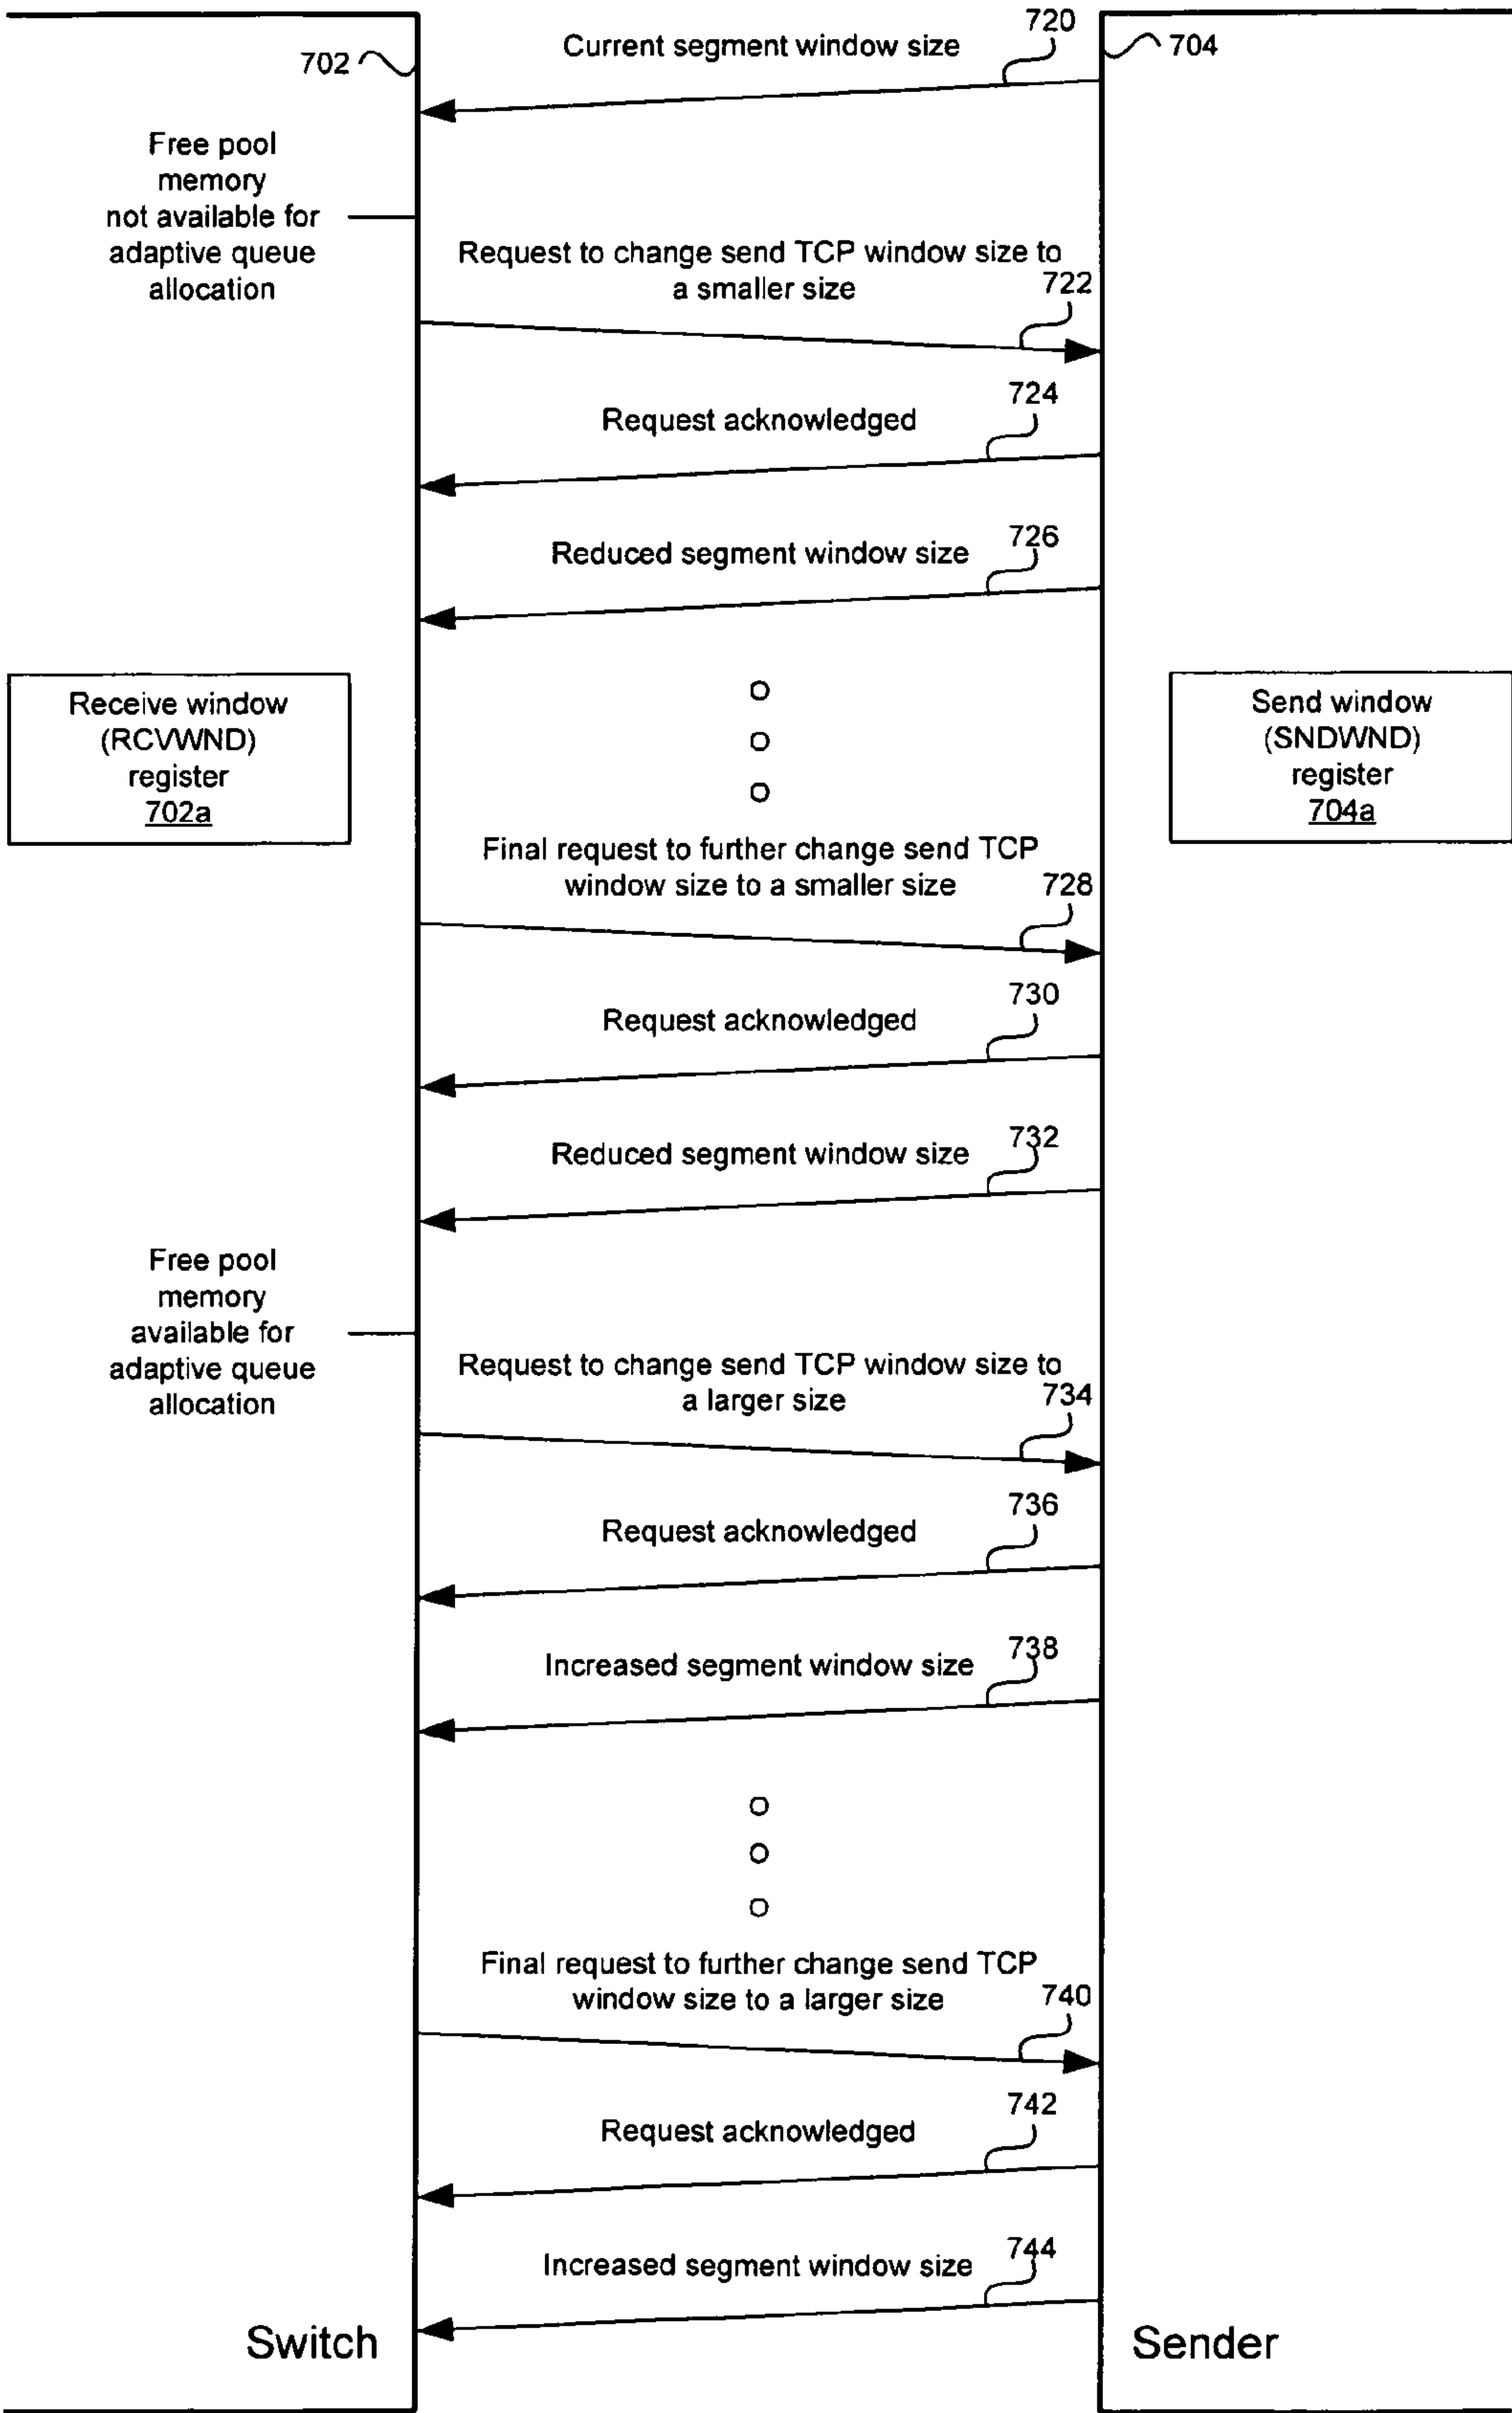 720
Current segment window size
702
704
Free pool
memory
not available for
adaptive queue
allocation
Request to change send TCP window size to
a smaller size
722
724
Request acknowledged
726
Reduced segment window size
Receive window
(RCVWND)
register
702a
Send window
(SNDWND)
register
704a
Final request to further change send TCP
window size to a smaller size
728
730
Request acknowledged
732
Reduced segment window size
Free pool
memory
available for
adaptive queue
allocation
Request to change send TCP window size to
a larger size
734
736
Request acknowledged
738
Increased segment window size
Final request to further change send TCP
window size to a larger size
740
742
Request acknowledged
744
Increased segment window size
Switch
Sender